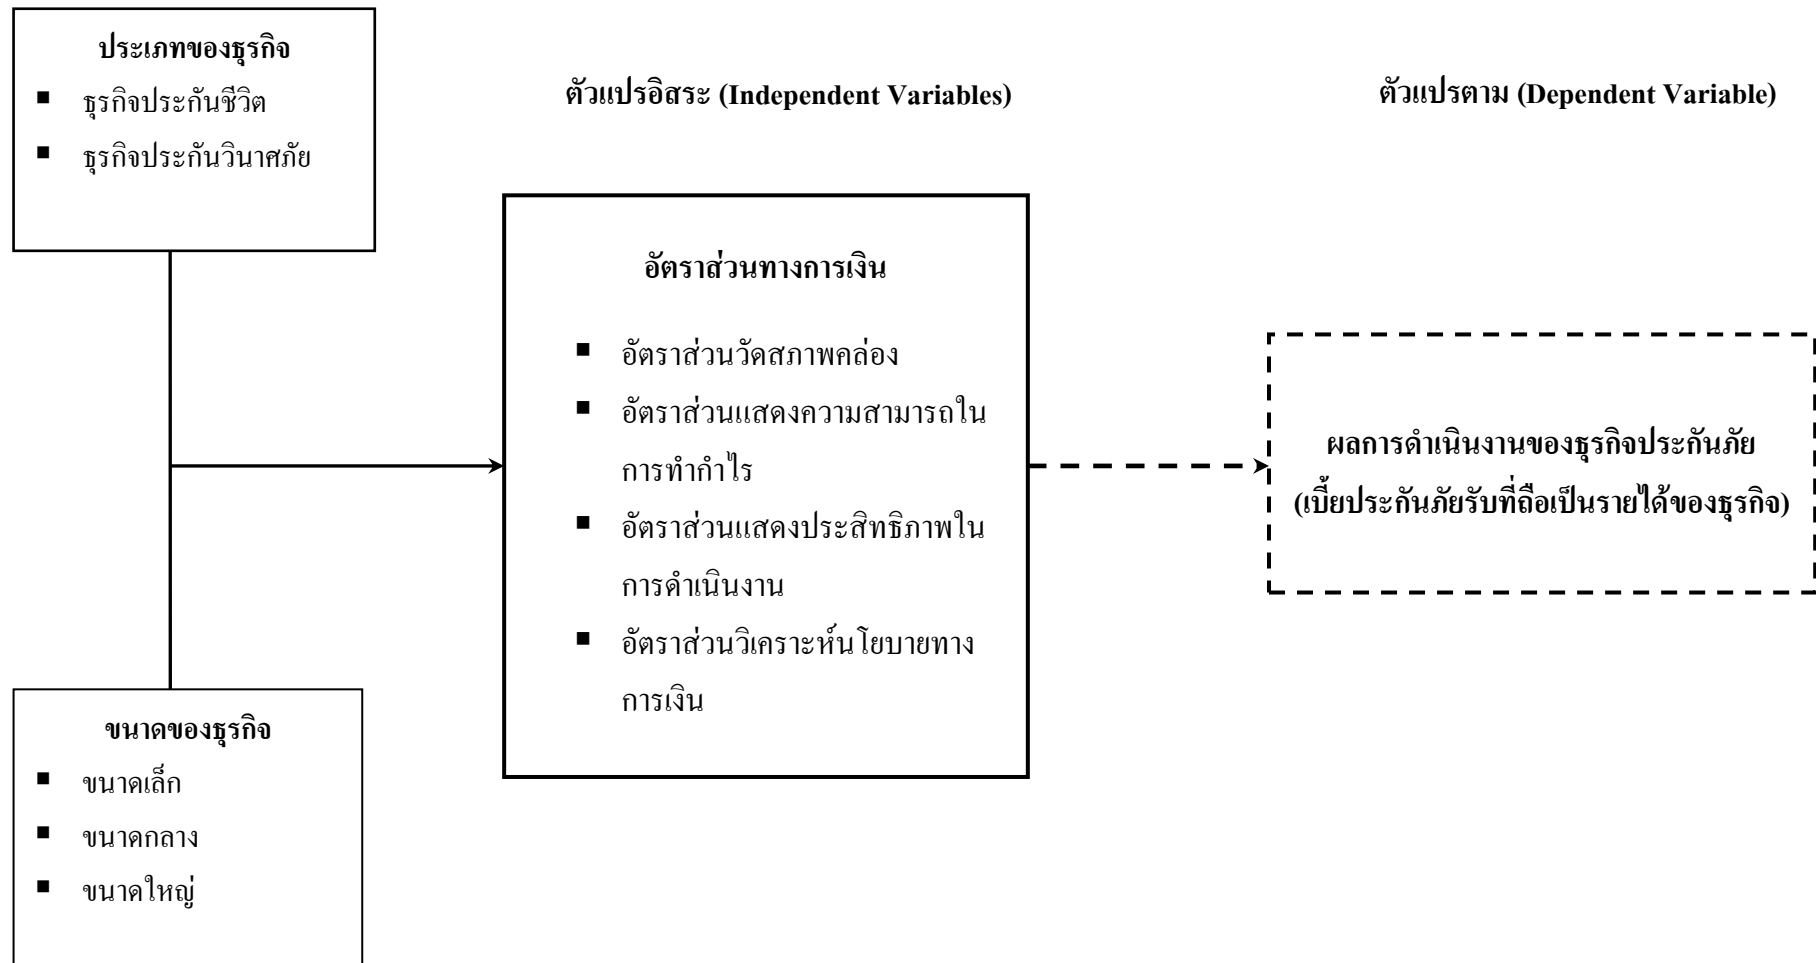 ประเภทของธุรกิจ
■ ธุรกิจประกันชีวิต
■ ธุรกิจประกันวินาศภัย
ตัวแปรอิสระ (Independent Variables)
ตัวแปรตาม (Dependent Variable)
อัตราส่วนทางการเงิน
■ อัตราส่วนวัดสภาพคล่อง
■ อัตราส่วนแสดงความสามารถใน
การทำกำไร
■ อัตราส่วนแสดงประสิทธิภาพใน
การดำเนินงาน
■ อัตราส่วนวิเคราะห์นโยบายทาง
การเงิน
ผลการดำเนินงานของธุรกิจประกันภัย
(เบี้ยประกันภัยรับที่ถือเป็นรายได้ของธุรกิจ)
ขนาดของธุรกิจ
■ ขนาดเล็ก
■ ขนาดกลาง
■ ขนาดใหญ่